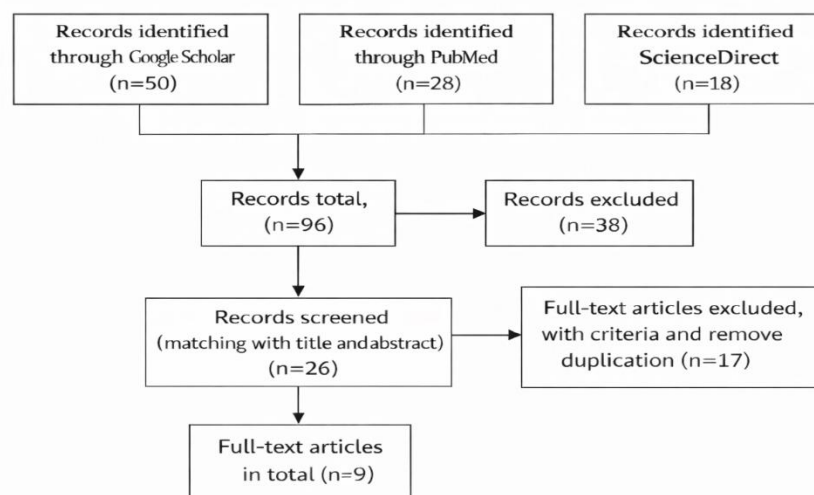 Records identified
through Google Scholar
(n=50)
Records identified
through PubMed
(n=28)
Records identified
ScienceDirect
(n=18)
Records total,
(n=96)
Records excluded
(n=38)
Records screened
(matching with title andabstract)
(n=26)
Full-text articles excluded,
with criteria and remove
duplication (n=17)
Full-text articles
in total (n=9)